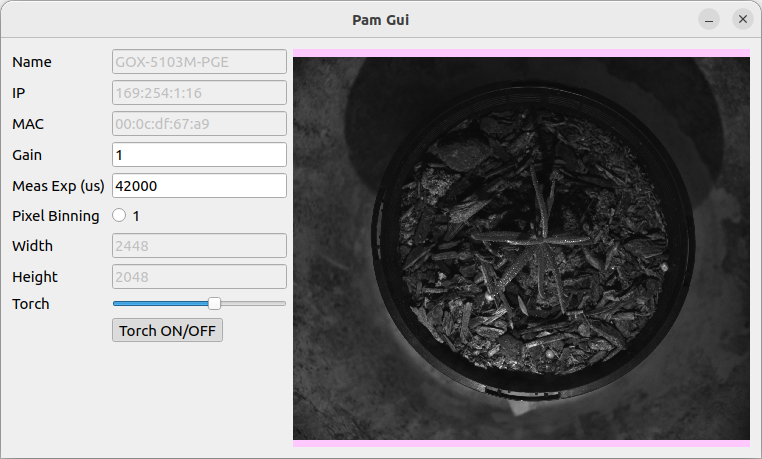 Pam Gui
Name GOX-5103M-PGE
IP 169:254:1:16
MAC 00:0c:df:67:a9
Gain 1
Meas Exp (us) 42000
Pixel Binning 1
Width 2448
Height 2048
Torch
Torch ON/OFF